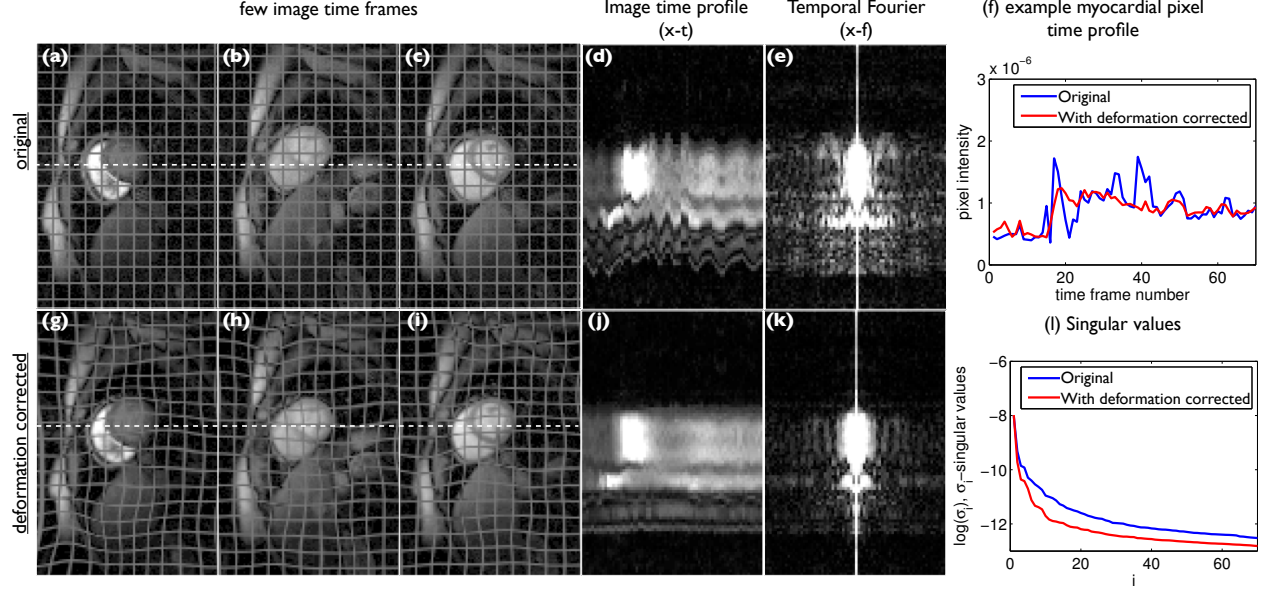 few image time frames
Image time profile
(x-t)
Temporal Fourier
(x-f)
(f) example myocardial pixel
time profile
original
(a)
(b)
(c)
(d)
(e)
3 x 10^-6
2
1
0
0
20
40
60
pixel intensity
time frame number
Original
With deformation corrected
deformation corrected
(g)
(h)
(i)
(j)
(k)
(l) Singular values
−6
−8
−10
−12
0
20
40
60
log(σi), σi−singular values
i
Original
With deformation corrected